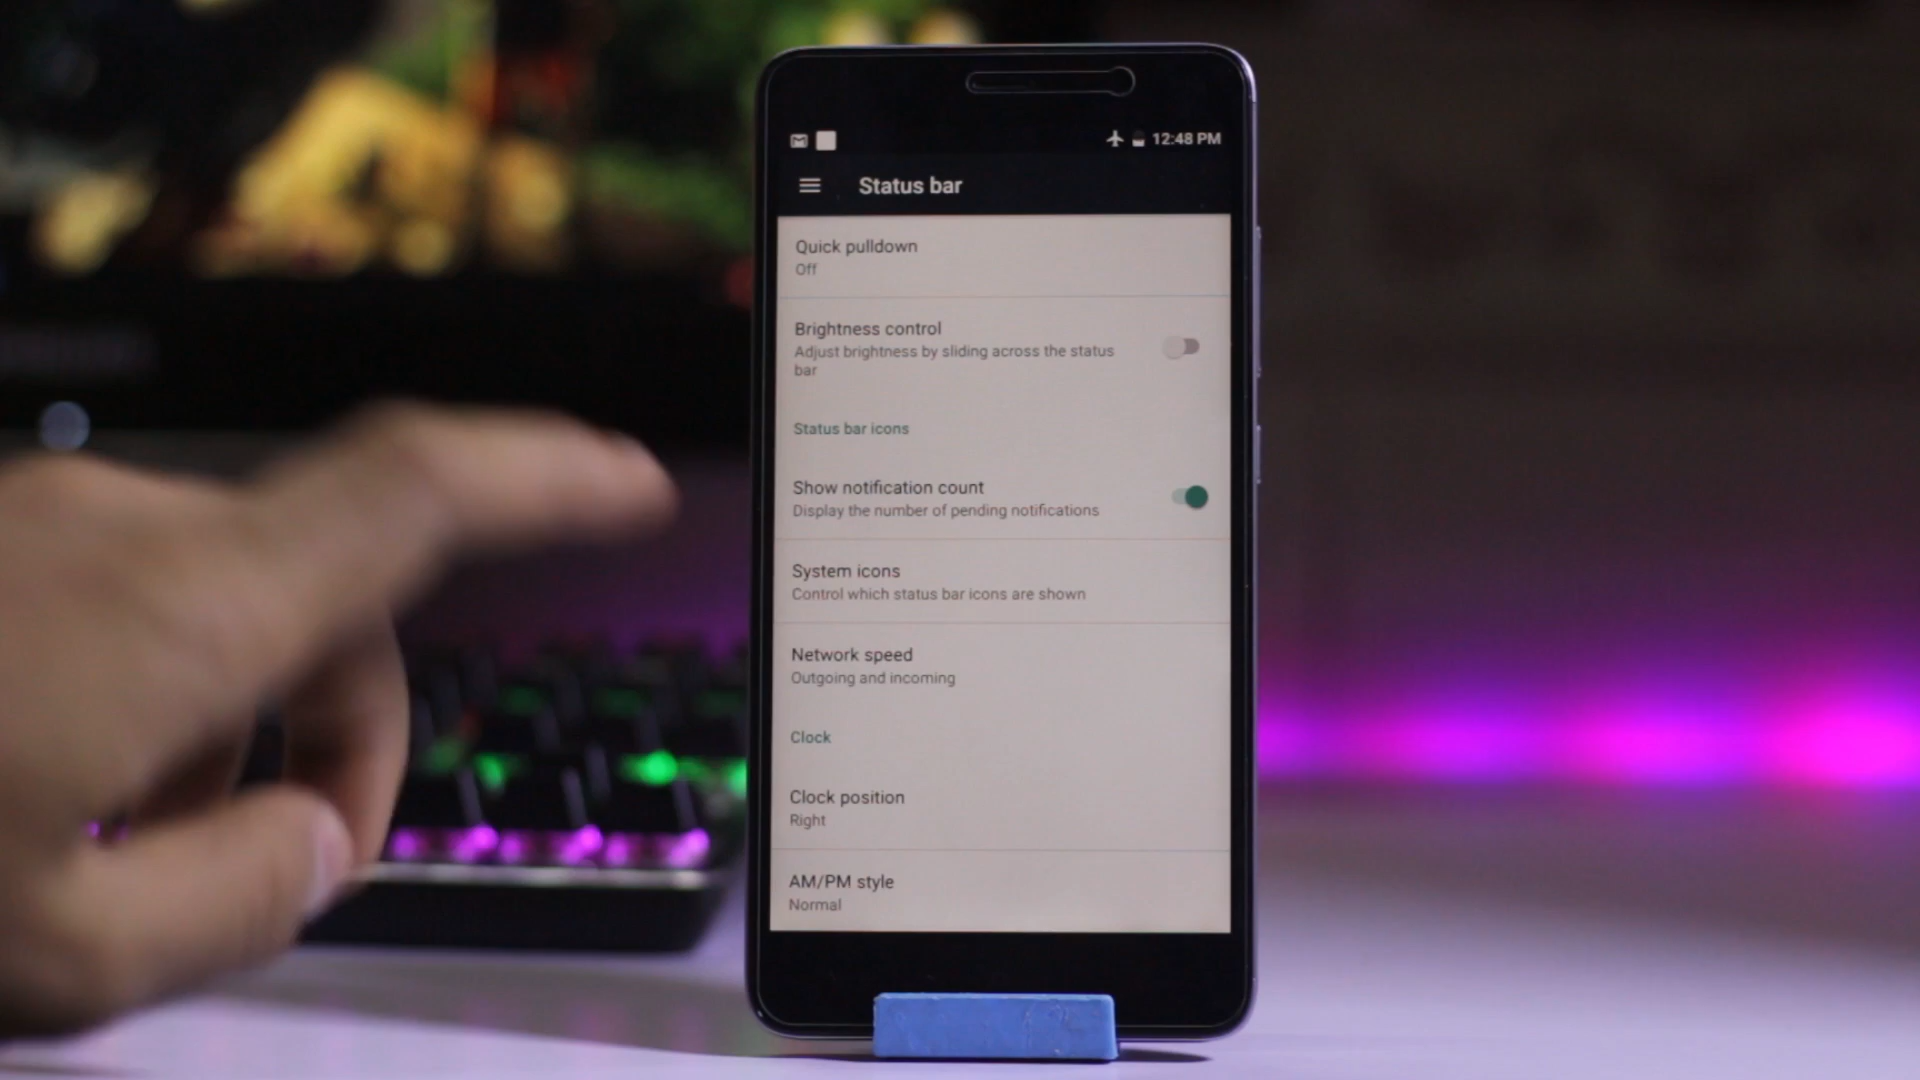 12:48 PM
Status bar
Quick pulldown
Off
Brightness control
Adjust brightness by sliding across the status
bar
Status bar icons
Show notification count
Display the number of pending notifications
System icons
Control which status bar icons are shown
Network speed
Outgoing and incoming
Clock
Clock position
Right
AM/PM style
Normal